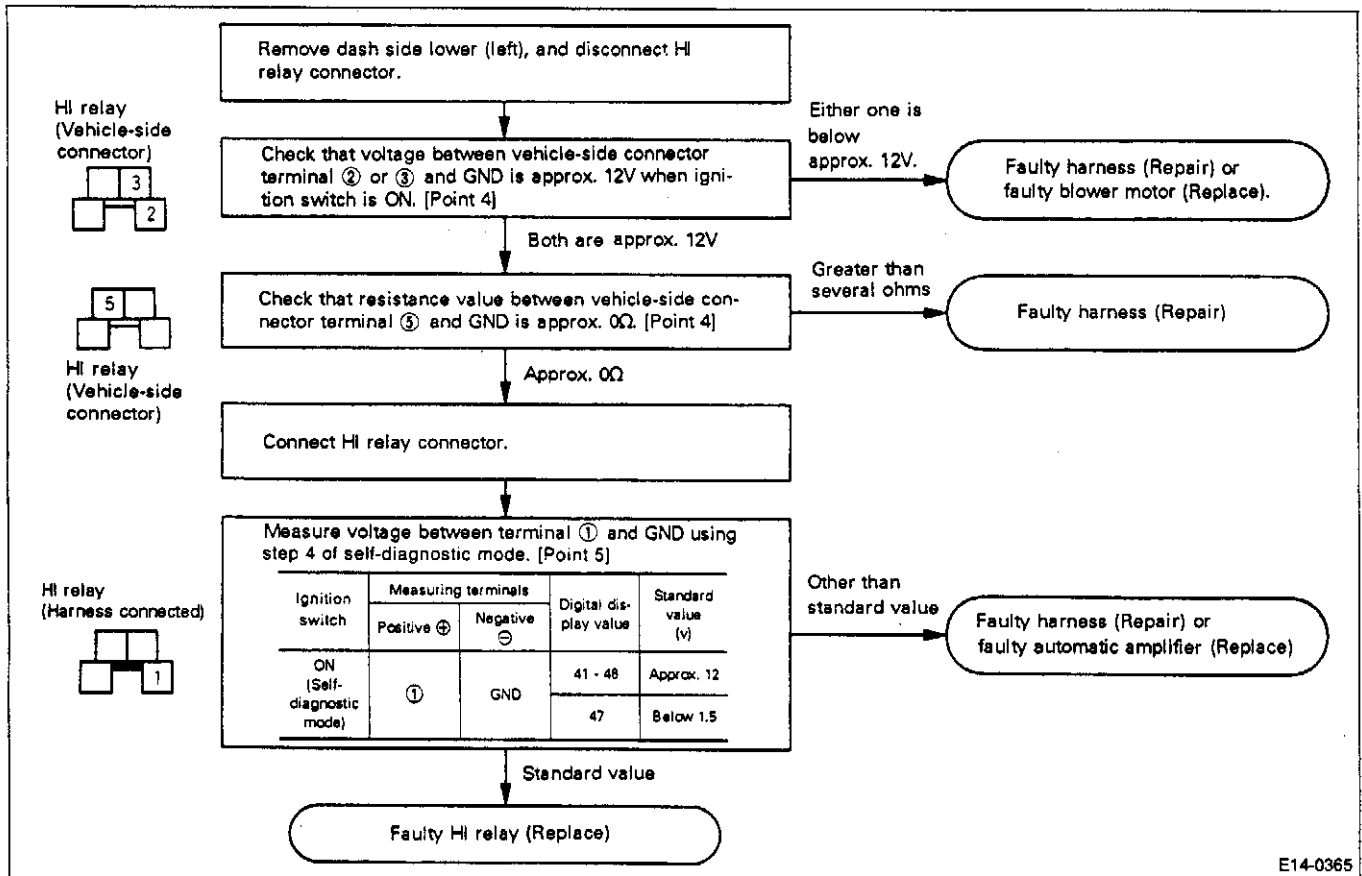 Remove dash side lower (left), and disconnect HI
relay connector.
HI relay
(Vehicle-side
connector)
3
2
Check that voltage between vehicle-side connector
terminal ② or ③ and GND is approx. 12V when igni-
tion switch is ON. [Point 4]
Either one is
below
approx. 12V.
Faulty harness (Repair) or
faulty blower motor (Replace).
Both are approx. 12V
5
HI relay
(Vehicle-side
connector)
Check that resistance value between vehicle-side con-
nector terminal ⑤ and GND is approx. 0Ω. [Point 4]
Greater than
several ohms
Faulty harness (Repair)
Approx. 0Ω
Connect HI relay connector.
HI relay
(Harness connected)
1
Measure voltage between terminal ① and GND using
step 4 of self-diagnostic mode. [Point 5]
Ignition
switch
Measuring terminals
Positive ⊕
Negative
⊖
Digital dis-
play value
Standard
value
(v)
ON
(Self-
diagnostic
mode)
①
GND
41 - 46 Approx. 12
47 Below 1.5
Other than
standard value
Faulty harness (Repair) or
faulty automatic amplifier (Replace)
Standard value
Faulty HI relay (Replace)
E14-0365